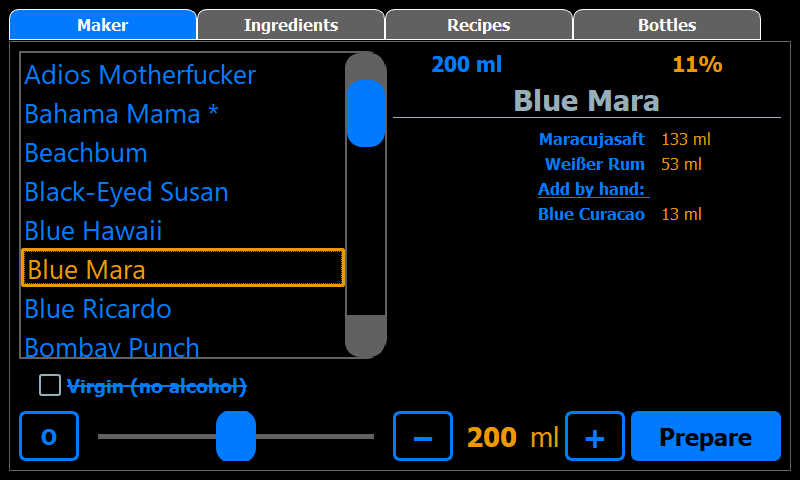 Maker Ingredients Recipes Bottles
Adios Motherfucker
Bahama Mama *
Beachbum
Black-Eyed Susan
Blue Hawaii
Blue Mara
Blue Ricardo
Bombay Punch
200 ml 11%
Blue Mara
Maracujasaft 133 ml
Weißer Rum 53 ml
Add by hand:
Blue Curacao 13 ml
Virgin (no alcohol)
0 − 200 ml + Prepare